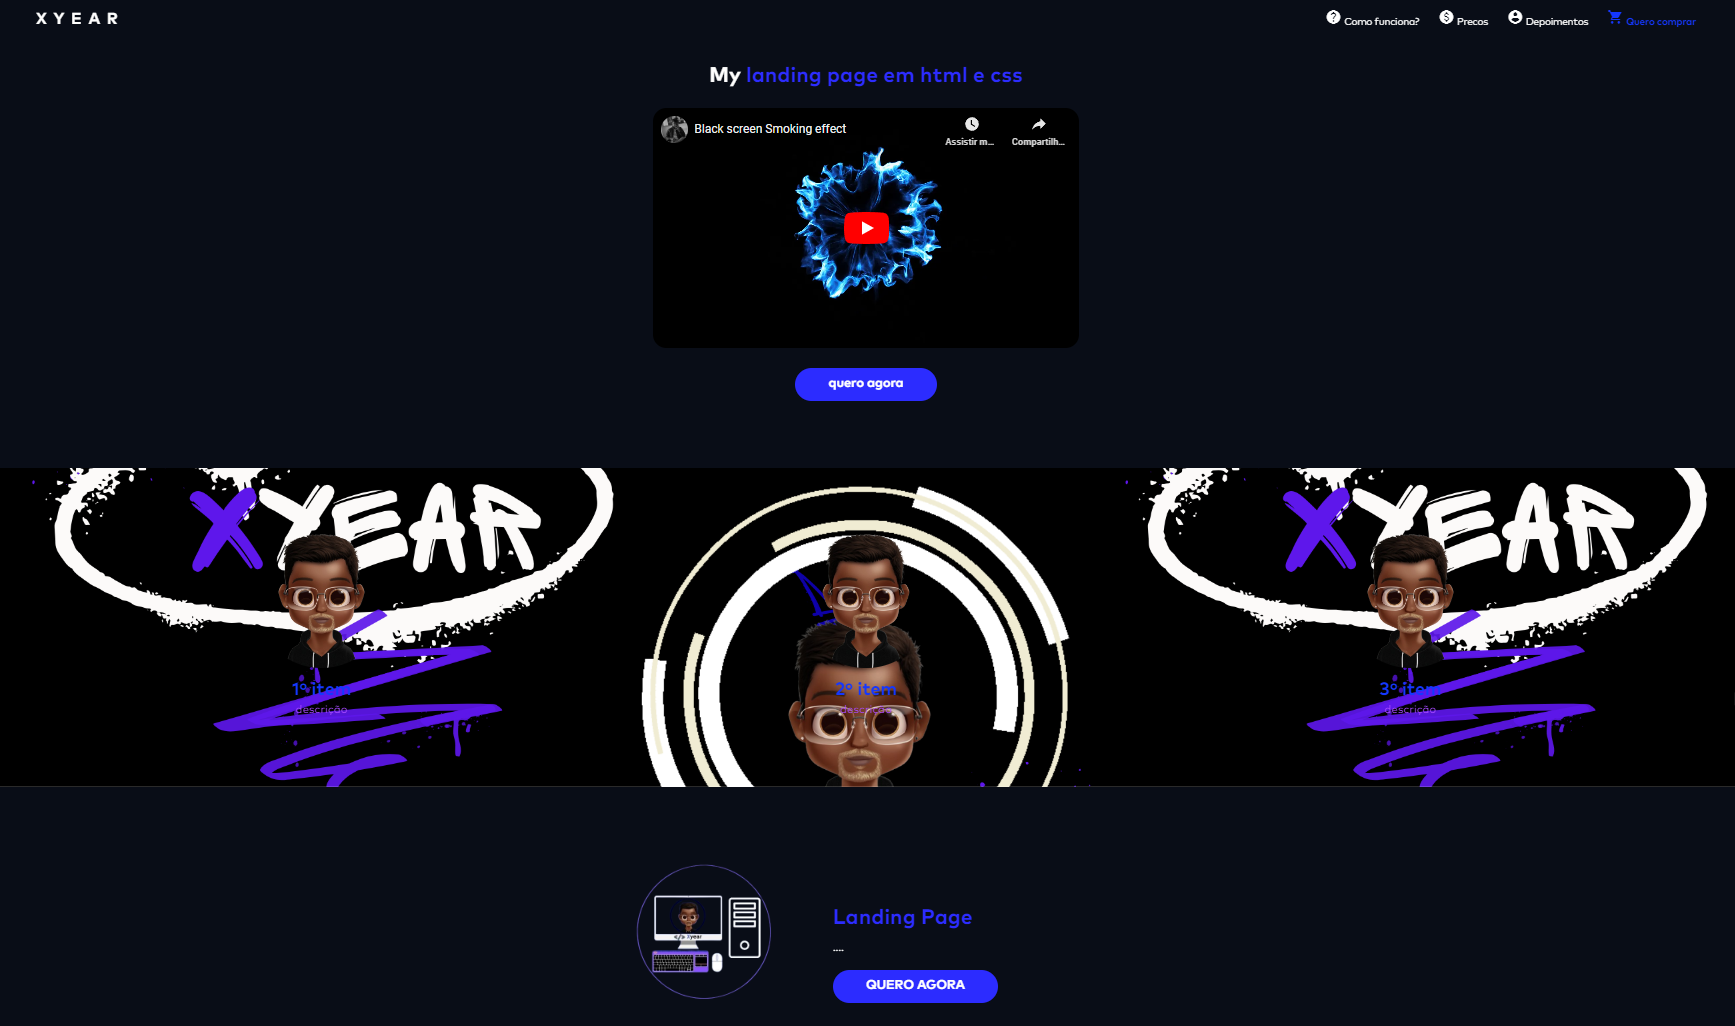 XYEAR
Como funciona?
Precos
Depoimentos
Quero comprar
My landing page em html e css
Black screen Smoking effect
Assistir m...
Compartilh...
quero agora
XYEAR
XYEAR
1º item
descrição
2º item
descrição
3º item
descrição
</> Xyear
Landing Page
....
QUERO AGORA